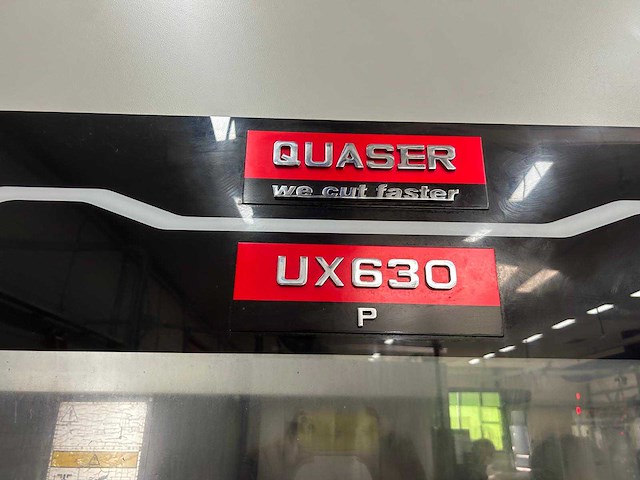 QUASER
we cut faster
UX630
P